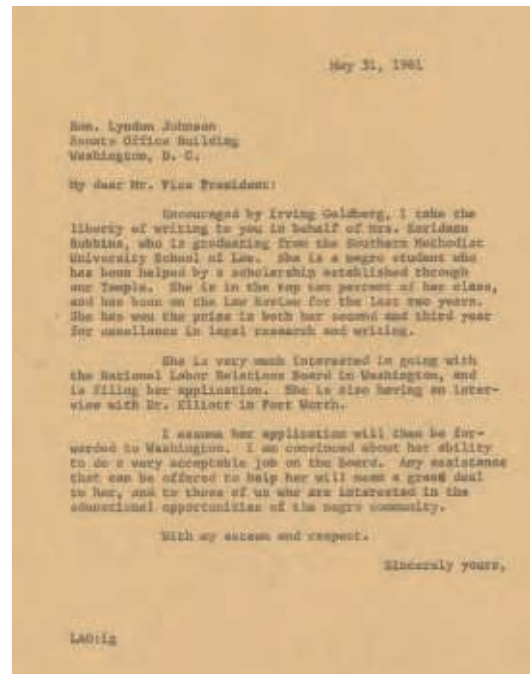 May 31, 1961
Hon. Lyndon Johnson
Senate Office Building
Washington, D. C.
My dear Mr. Vice President:
Encouraged by Irving Goldberg, I take the
liberty of writing to you in behalf of Mrs.
Robbins, who is graduating from the Southern Methodist
University School of Law. She is a negro student who
has been helped by a scholarship established through
our Temple. She is in the top ten percent of her class,
and has been on the Law Review for the last two years.
She has won the prize in both her second and third year
for excellence in legal research and writing.
She is very much interested in going with
the National Labor Relations Board in Washington, and
is filing her application. She is also having an inter-
view with Mr. Elliott in Fort Worth.
I assume her application will then be for-
warded to Washington. I am convinced about her ability
to do a very acceptable job on the Board. Any assistance
that can be offered to help her will mean a great deal
to her, and to those of us who are interested in the
educational opportunities of the negro community.
With my esteem and respect.
Sincerely yours,
LAO:ig